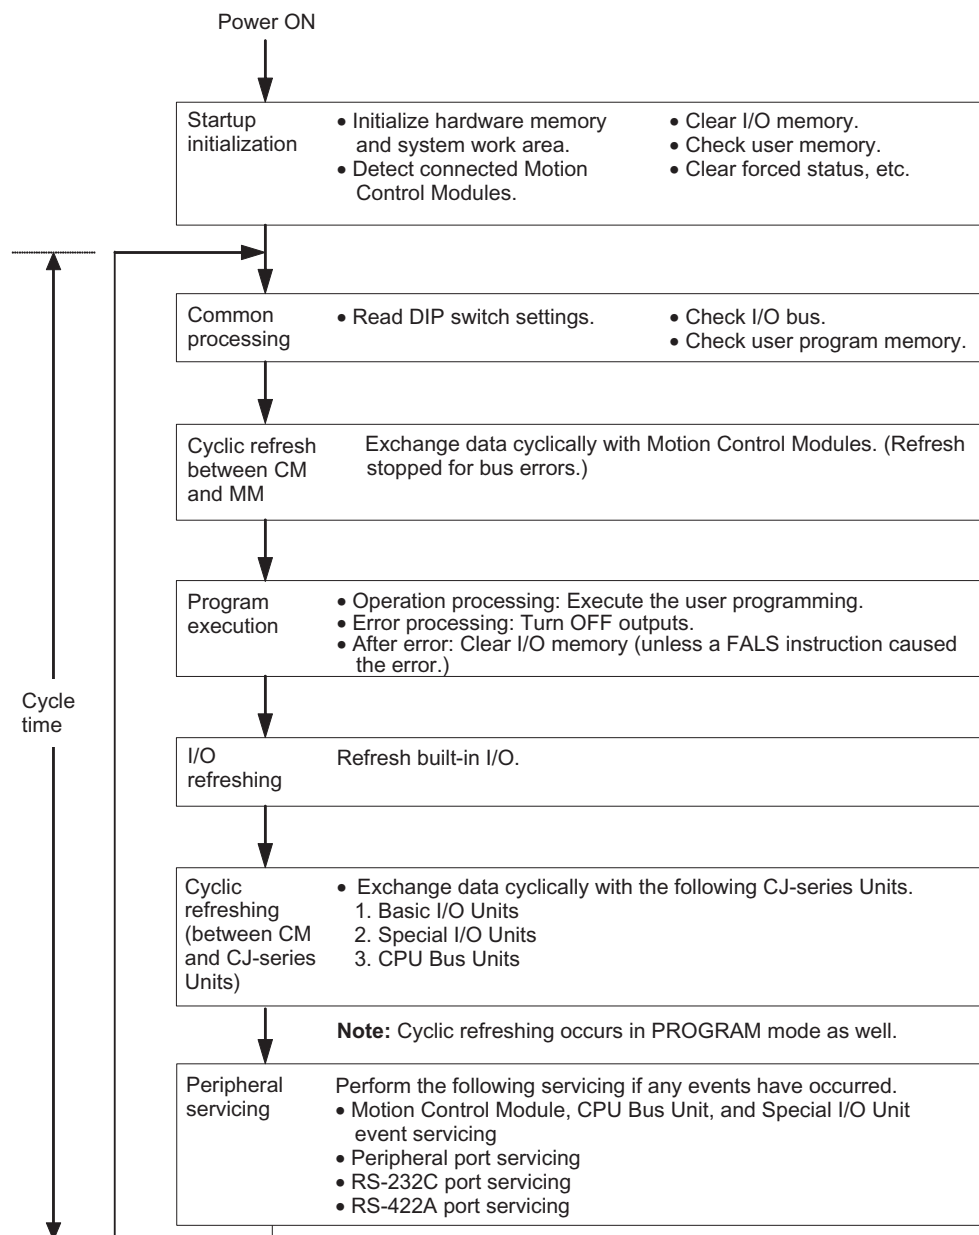 Power ON
Startup
initialization
• Initialize hardware memory
and system work area.
• Detect connected Motion
Control Modules.
• Clear I/O memory.
• Check user memory.
• Clear forced status, etc.
Common
processing
• Read DIP switch settings.
• Check I/O bus.
• Check user program memory.
Cyclic refresh
between CM
and MM
Exchange data cyclically with Motion Control Modules. (Refresh
stopped for bus errors.)
Program
execution
• Operation processing: Execute the user programming.
• Error processing: Turn OFF outputs.
• After error: Clear I/O memory (unless a FALS instruction caused
the error.)
Cycle
time
I/O
refreshing
Refresh built-in I/O.
Cyclic
refreshing
(between CM
and CJ-series
Units)
• Exchange data cyclically with the following CJ-series Units.
1. Basic I/O Units
2. Special I/O Units
3. CPU Bus Units
Note: Cyclic refreshing occurs in PROGRAM mode as well.
Peripheral
servicing
Perform the following servicing if any events have occurred.
• Motion Control Module, CPU Bus Unit, and Special I/O Unit
event servicing
• Peripheral port servicing
• RS-232C port servicing
• RS-422A port servicing